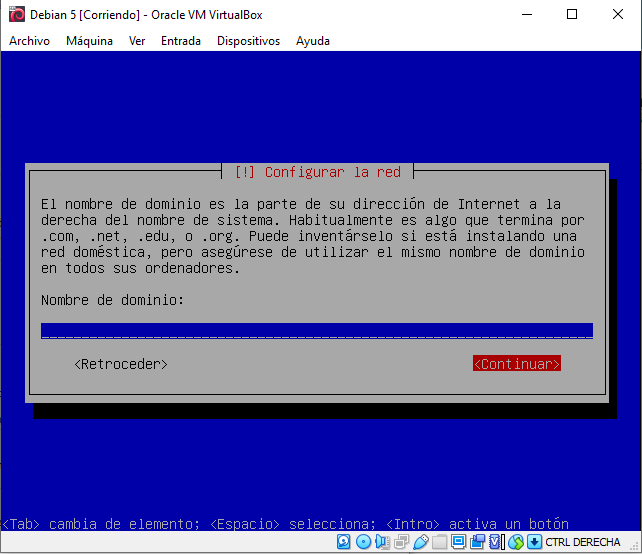 Debian 5 [Corriendo] - Oracle VM VirtualBox
Archivo Máquina Ver Entrada Dispositivos Ayuda
[!] Configurar la red
El nombre de dominio es la parte de su dirección de Internet a la
derecha del nombre de sistema. Habitualmente es algo que termina por
.com, .net, .edu, o .org. Puede inventárselo si está instalando una
red doméstica, pero asegúrese de utilizar el mismo nombre de dominio
en todos sus ordenadores.
Nombre de dominio:
<Retroceder> <Continuar>
<Tab> cambia de elemento; <Espacio> selecciona; <Intro> activa un botón
CTRL DERECHA